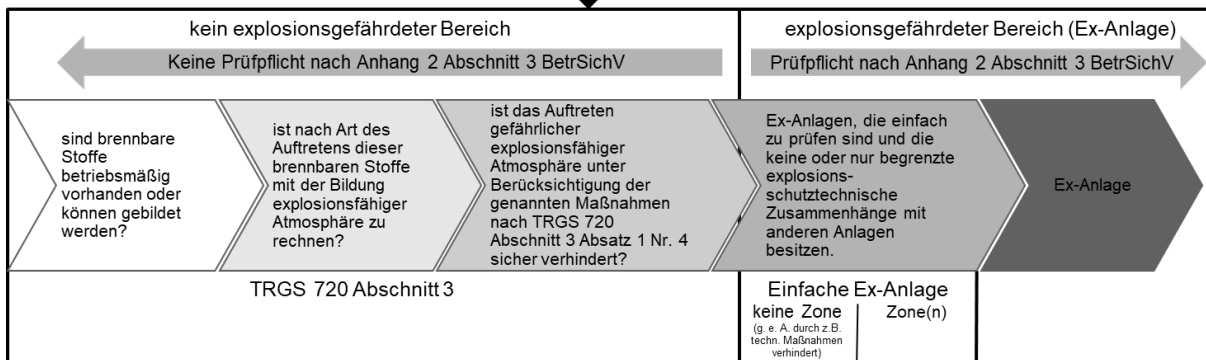 kein explosionsgefährdeter Bereich
explosionsgefährdeter Bereich (Ex-Anlage)
Keine Prüfpflicht nach Anhang 2 Abschnitt 3 BetrSichV
Prüfpflicht nach Anhang 2 Abschnitt 3 BetrSichV
sind brennbare
Stoffe
betriebsmäßig
vorhanden oder
können gebildet
werden?
ist nach Art des
Auftretens dieser
brennbaren Stoffe
mit der Bildung
explosionsfähiger
Atmosphäre zu
rechnen?
ist das Auftreten
gefährlicher
explosionsfähiger
Atmosphäre unter
Berücksichtigung der
genannten Maßnahmen
nach TRGS 720
Abschnitt 3 Absatz 1 Nr. 4
sicher verhindert?
Ex-Anlagen, die einfach
zu prüfen sind und die
keine oder nur begrenzte
explosions-
schutztechnische
Zusammenhänge mit
anderen Anlagen
besitzen.
Ex-Anlage
TRGS 720 Abschnitt 3
Einfache Ex-Anlage
keine Zone
(g. e. A. durch z.B.
techn. Maßnahmen
verhindert)
Zone(n)